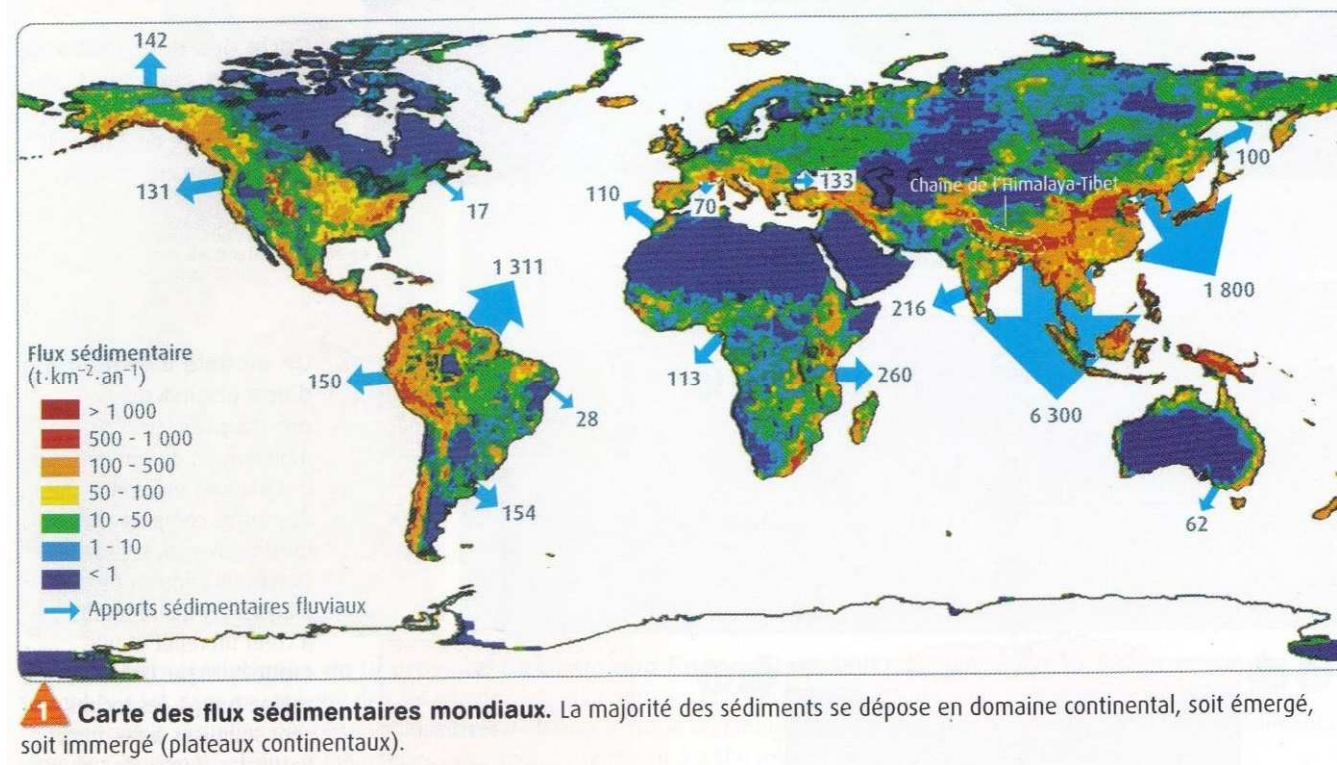 142
131
17
110
70
133
100
Chaîne de l'Himalaya-Tibet
1 311
216
1 800
150
28
113
260
6 300
154
62
Flux sédimentaire
(t·km⁻²·an⁻¹)
> 1 000
500 - 1 000
100 - 500
50 - 100
10 - 50
1 - 10
< 1
Apports sédimentaires fluviaux
1 Carte des flux sédimentaires mondiaux. La majorité des sédiments se dépose en domaine continental, soit émergé,
soit immergé (plateaux continentaux).